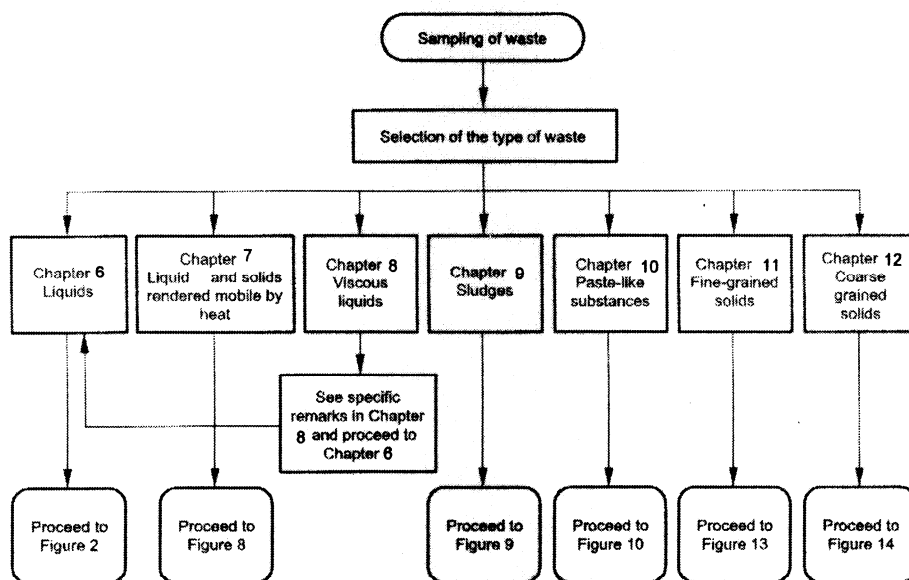 Sampling of waste
Selection of the type of waste
Chapter 6
Liquids
Chapter 7
Liquid and solids
rendered mobile by
heat
Chapter 8
Viscous
liquids
Chapter 9
Sludges
Chapter 10
Paste-like
substances
Chapter 11
Fine-grained
solids
Chapter 12
Coarse
grained
solids
See specific
remarks in Chapter
8 and proceed to
Chapter 6
Proceed to
Figure 2
Proceed to
Figure 8
Proceed to
Figure 9
Proceed to
Figure 10
Proceed to
Figure 13
Proceed to
Figure 14